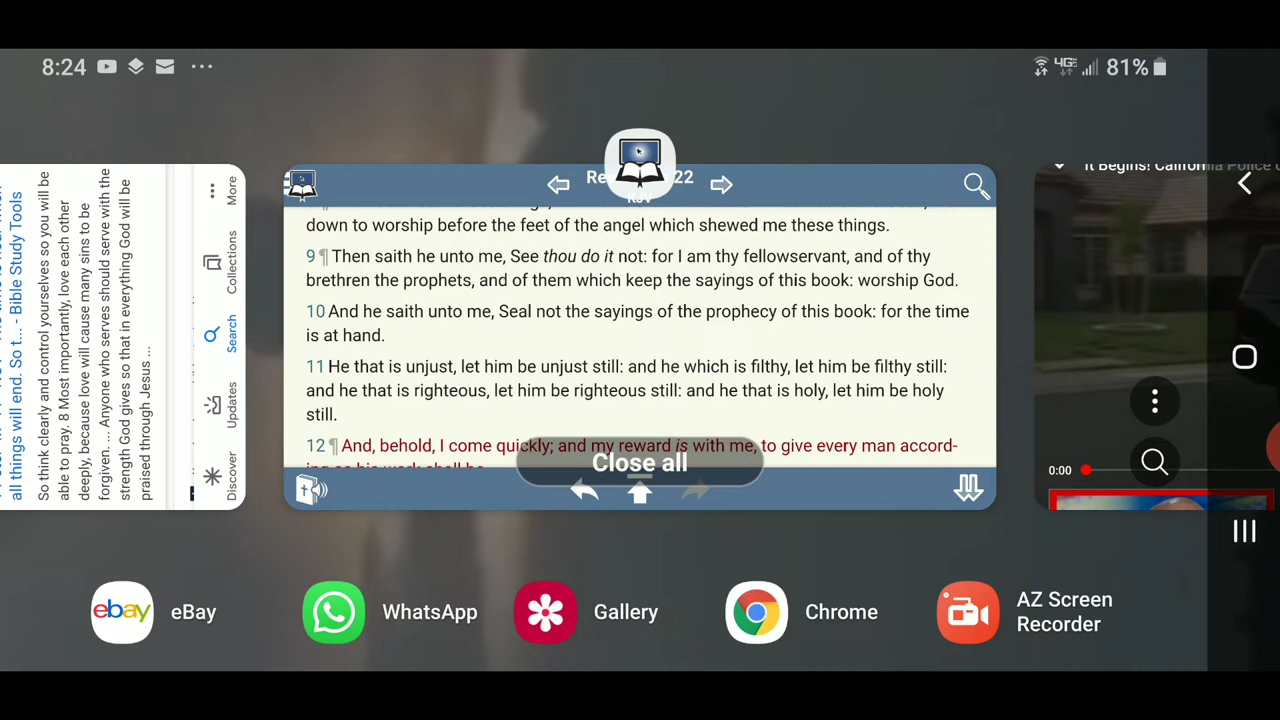 8:24
81%
It Begins! California Police
Rev 22
KJV
down to worship before the feet of the angel which shewed me these things.
9 ¶ Then saith he unto me, See thou do it not: for I am thy fellowservant, and of thy
brethren the prophets, and of them which keep the sayings of this book: worship God.
10 And he saith unto me, Seal not the sayings of the prophecy of this book: for the time
is at hand.
11 He that is unjust, let him be unjust still: and he which is filthy, let him be filthy still:
and he that is righteous, let him be righteous still: and he that is holy, let him be holy
still.
12 ¶ And, behold, I come quickly; and my reward is with me, to give every man accord-
Close all
all things will end. So t... - Bible Study Tools
So think clearly and control yourselves so you will be
able to pray. 8 Most importantly, love each other
deeply, because love will cause many sins to be
forgiven. ... Anyone who serves should serve with the
strength God gives so that in everything God will be
praised through Jesus ...
Discover
Updates
Search
Collections
More
0:00
ebay eBay
WhatsApp
Gallery
Chrome
AZ Screen
Recorder